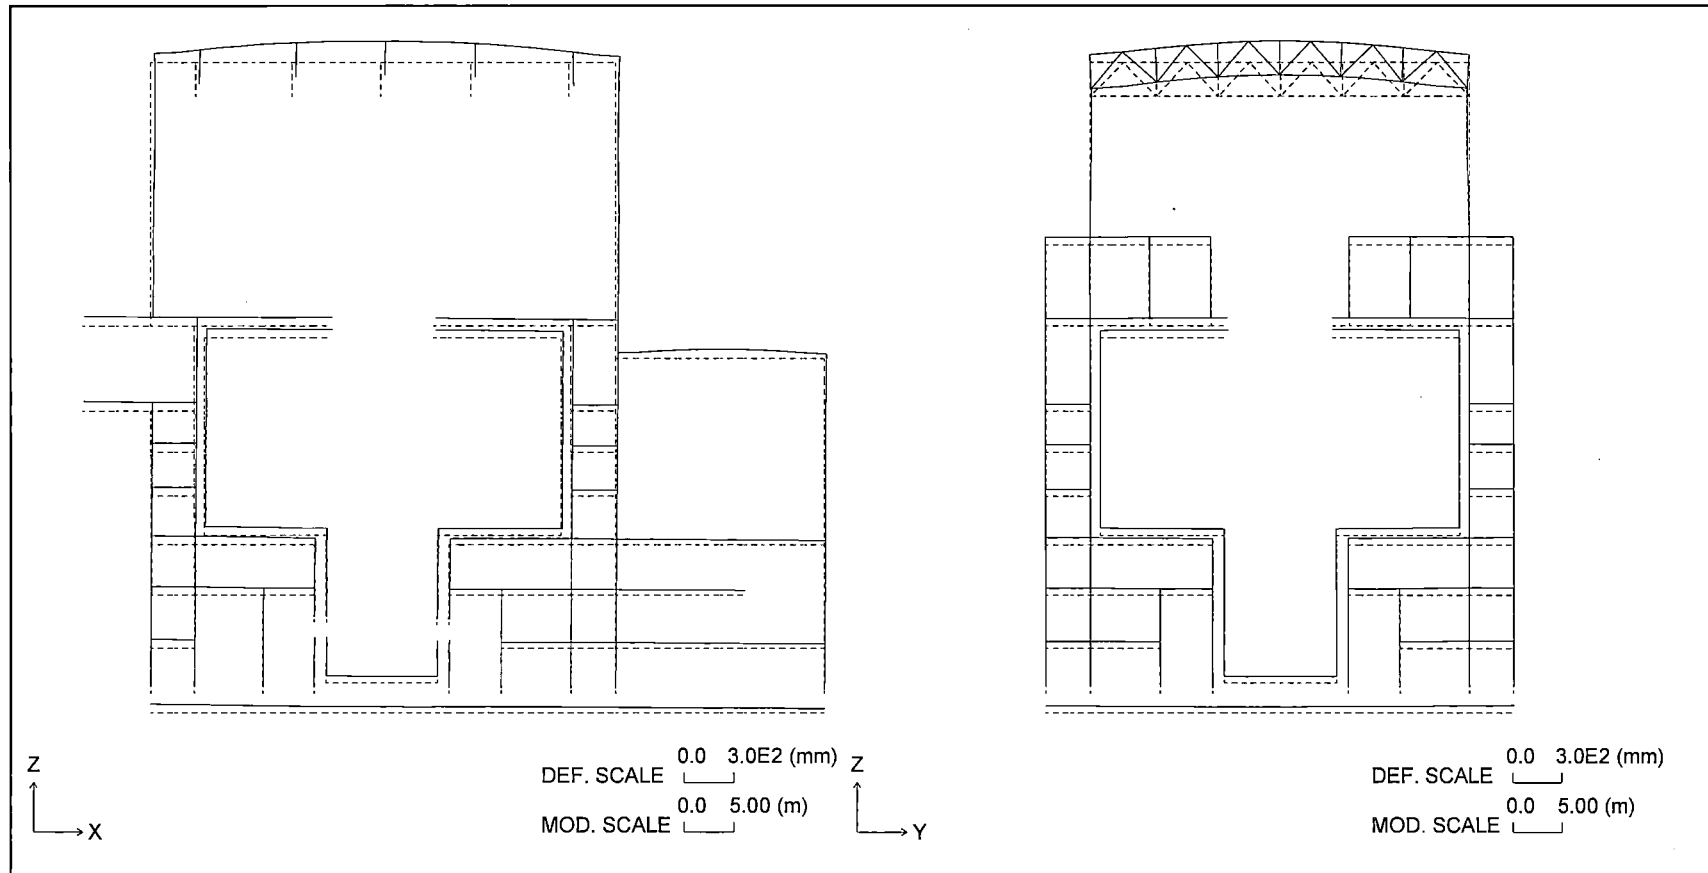 Z
X
0.0 3.0E2 (mm)
DEF. SCALE
0.0 5.00 (m)
MOD. SCALE
Z
Y
0.0 3.0E2 (mm)
DEF. SCALE
0.0 5.00 (m)
MOD. SCALE